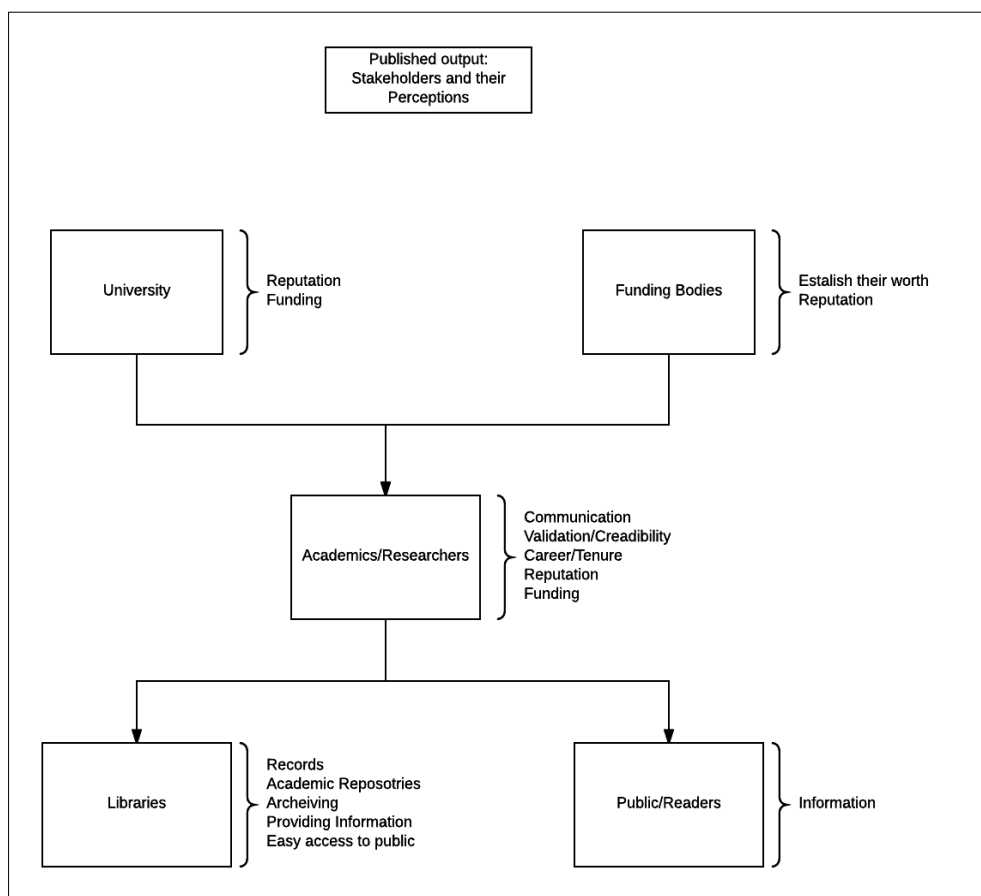 Published output:
Stakeholders and their
Perceptions
University
Reputation
Funding
Funding Bodies
Estalish their worth
Reputation
Academics/Researchers
Communication
Validation/Creadibility
Career/Tenure
Reputation
Funding
Libraries
Records
Academic Reposotries
Archeiving
Providing Information
Easy access to public
Public/Readers
Information